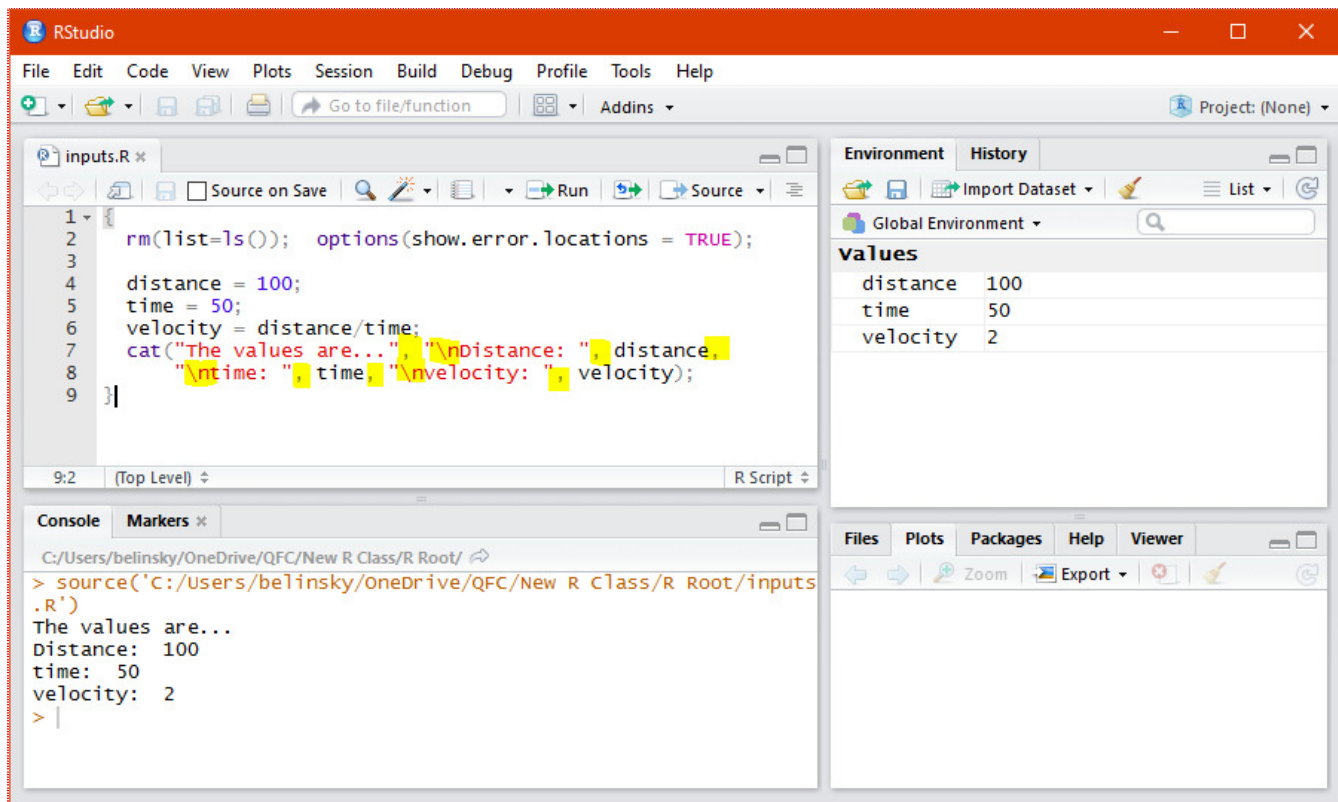 RStudio
File Edit Code View Plots Session Build Debug Profile Tools Help
Go to file/function Addins Project: (None)
inputs.R
Source on Save Run Source
1 {
2 rm(list=ls()); options(show.error.locations = TRUE);
3
4 distance = 100;
5 time = 50;
6 velocity = distance/time;
7 cat("The values are...", "\nDistance: ", distance,
8 "\ntime: ", time, "\nvelocity: ", velocity);
9 }
9:2 (Top Level) R Script
Console Markers
C:/Users/belinsky/OneDrive/QFC/New R Class/R Root/
> source('C:/Users/belinsky/OneDrive/QFC/New R Class/R Root/inputs
.R')
The values are...
Distance: 100
time: 50
velocity: 2
>
Environment History
Import Dataset List
Global Environment
Values
distance 100
time 50
velocity 2
Files Plots Packages Help Viewer
Zoom Export